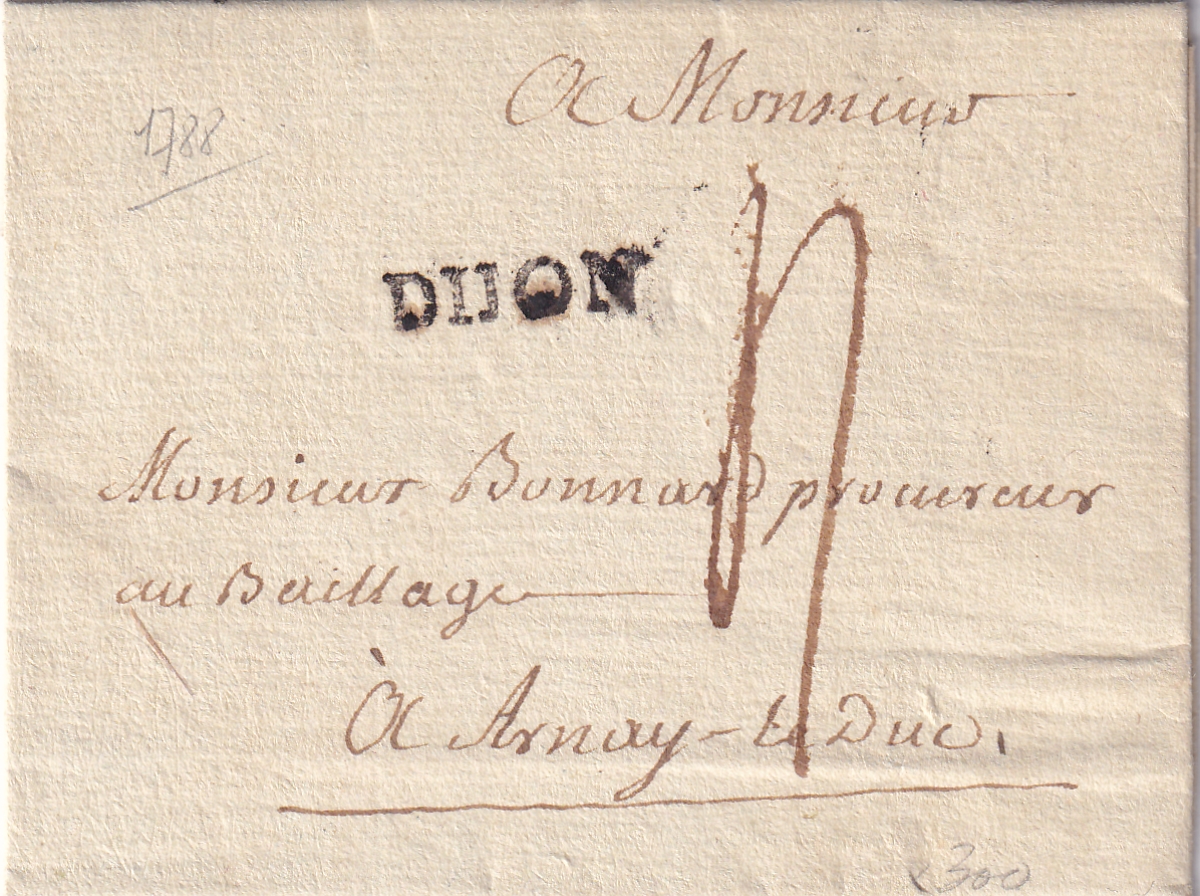 A Monsieur
1788
DIJON
Monsieur Bonnard procureur
au Baillage
À Arnay-le Duc.
300